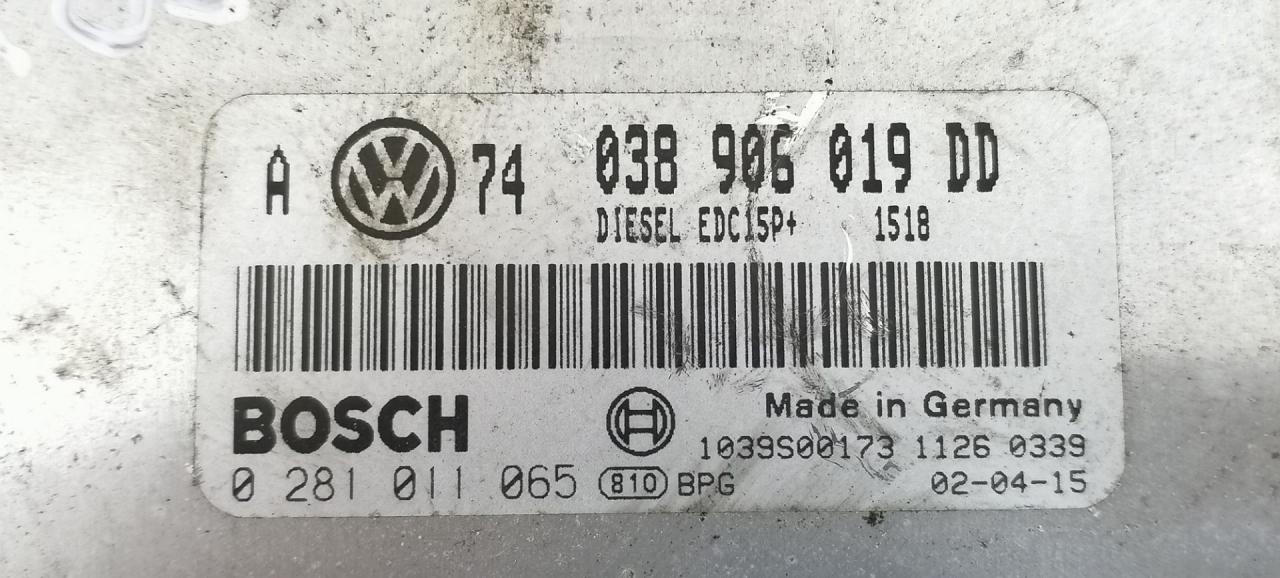 A VW 74 038 906 019 DD
DIESEL EDC15P+ 1518
BOSCH
Made in Germany
1039S00173 1126 0339
0 281 011 065 810 BPG 02-04-15